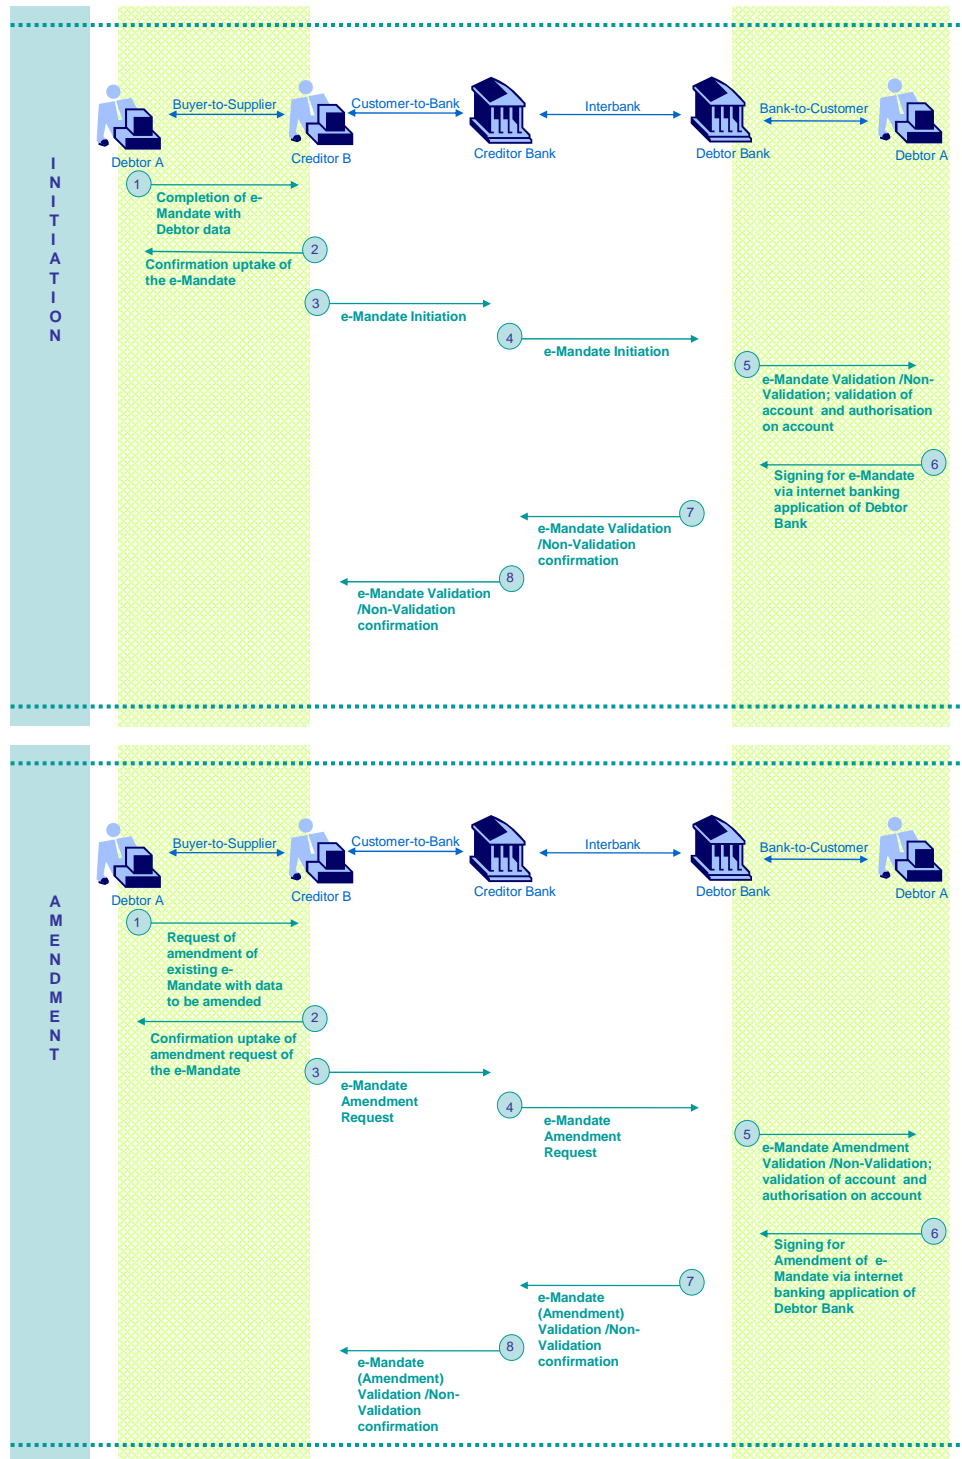 INITIATION
Buyer-to-Supplier
Customer-to-Bank
Interbank
Bank-to-Customer
Debtor A
Creditor B
Creditor Bank
Debtor Bank
Debtor A
1
Completion of e-
Mandate with
Debtor data
2
Confirmation uptake of
the e-Mandate
3
e-Mandate Initiation
4
e-Mandate Initiation
5
e-Mandate Validation /Non-
Validation; validation of
account and authorisation
on account
6
Signing for e-Mandate
via internet banking
application of Debtor
Bank
7
e-Mandate Validation
/Non-Validation
confirmation
8
e-Mandate Validation
/Non-Validation
confirmation
AMENDMENT
Buyer-to-Supplier
Customer-to-Bank
Interbank
Bank-to-Customer
Debtor A
Creditor B
Creditor Bank
Debtor Bank
Debtor A
1
Request of
amendment of
existing e-
Mandate with data
to be amended
2
Confirmation uptake of
amendment request of
the e-Mandate
3
e-Mandate
Amendment
Request
4
e-Mandate
Amendment
Request
5
e-Mandate Amendment
Validation /Non-Validation;
validation of account and
authorisation on account
6
Signing for
Amendment of e-
Mandate via internet
banking application of
Debtor Bank
7
e-Mandate
(Amendment)
Validation /Non-
Validation
confirmation
8
e-Mandate
(Amendment)
Validation /Non-
Validation
confirmation